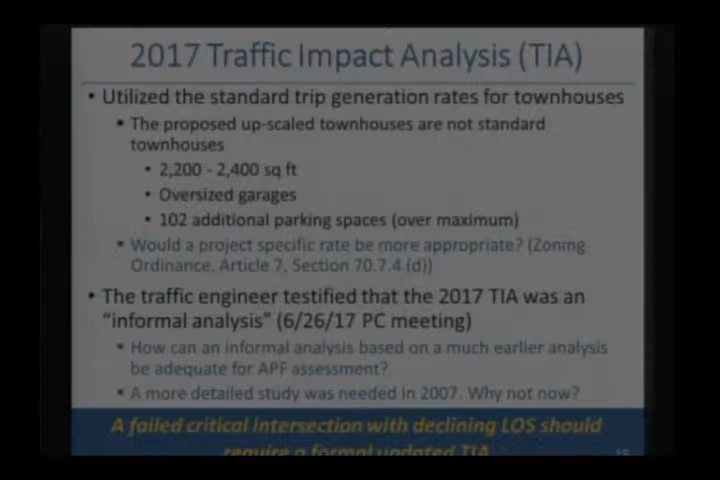 2017 Traffic Impact Analysis (TIA)
• Utilized the standard trip generation rates for townhouses
▪ The proposed up-scaled townhouses are not standard
townhouses
• 2,200 - 2,400 sq ft
• Oversized garages
• 102 additional parking spaces (over maximum)
▪ Would a project specific rate be more appropriate? (Zoning
Ordinance, Article 7, Section 70.7.4 (d))
• The traffic engineer testified that the 2017 TIA was an
“informal analysis” (6/26/17 PC meeting)
▪ How can an informal analysis based on a much earlier analysis
be adequate for APF assessment?
▪ A more detailed study was needed in 2007. Why not now?
A failed critical intersection with declining LOS should
require a formal updated TIA